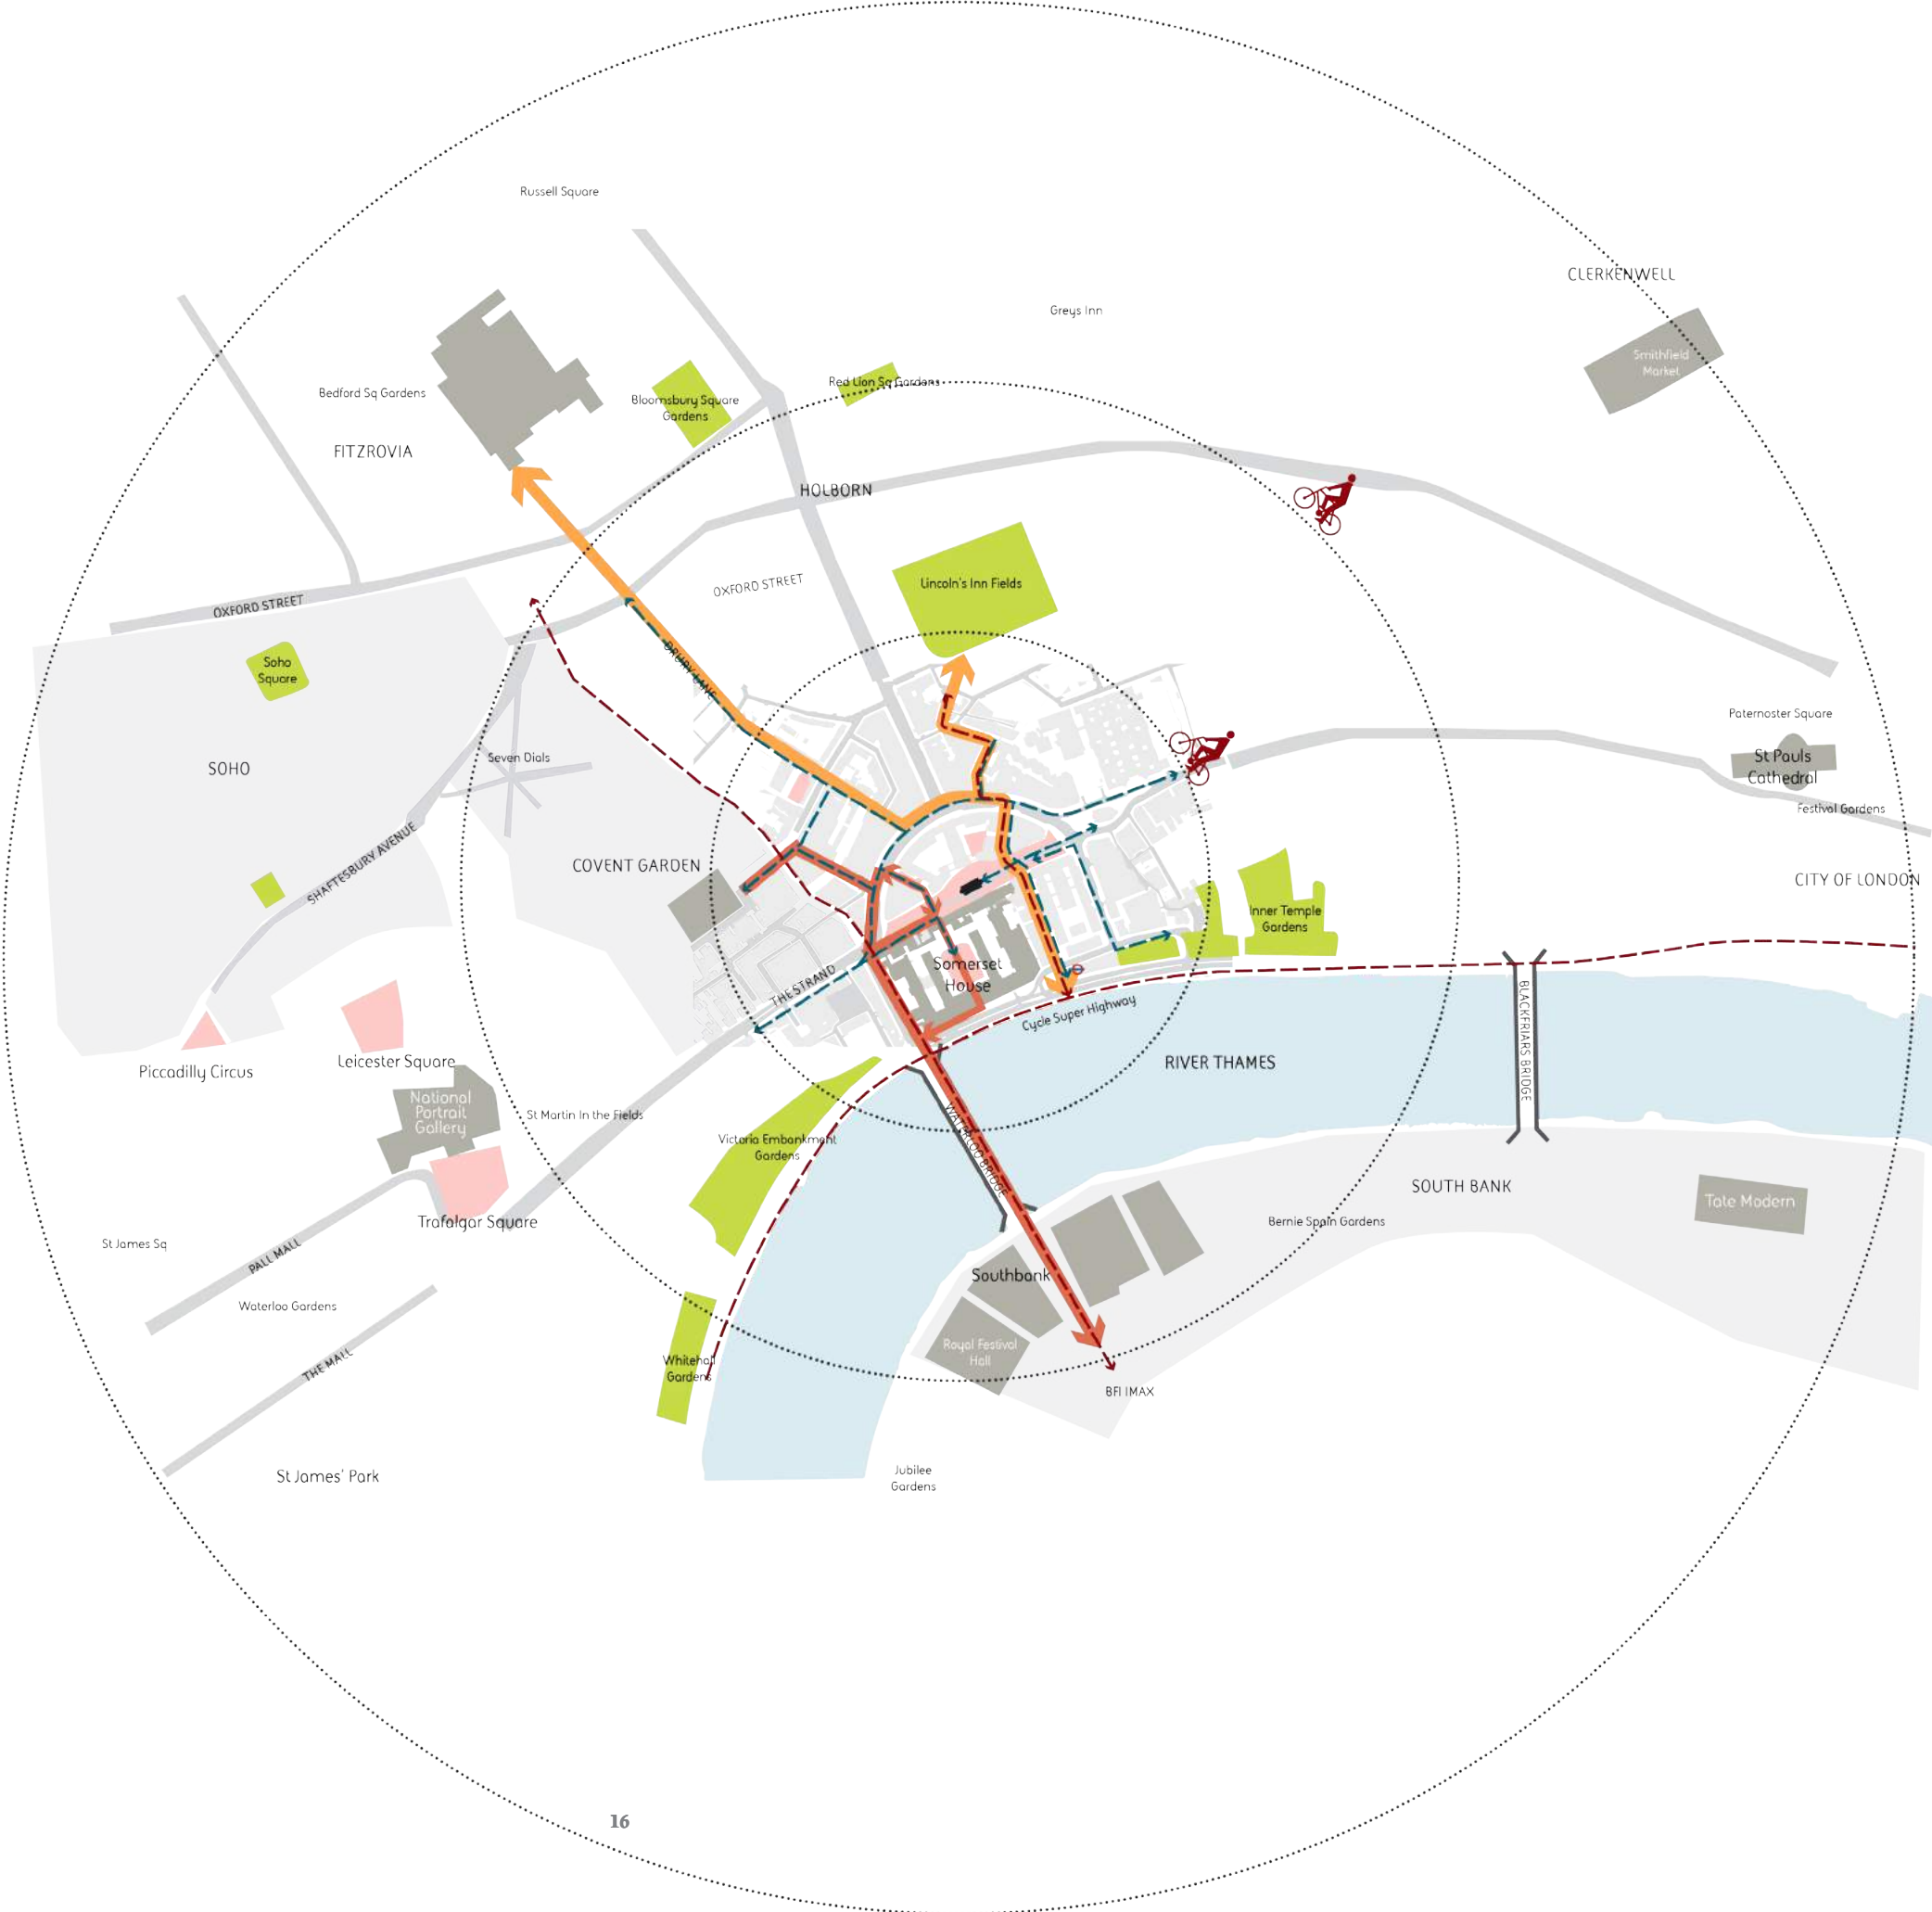 Russell Square
CLERKENWELL
Greys Inn
Smithfield
Market
Red Lion Sq Gardens
Bedford Sq Gardens
Bloomsbury Square
Gardens
FITZROVIA
HOLBORN
OXFORD STREET
Lincoln's Inn Fields
OXFORD STREET
DRURY LANE
Soho
Square
Paternoster Square
St Pauls
Cathedral
Seven Dials
SOHO
Festival Gardens
SHAFTESBURY AVENUE
COVENT GARDEN
CITY OF LONDON
Inner Temple
Gardens
Somerset
House
THE STRAND
Cycle Super Highway
BLACKFRIARS BRIDGE
RIVER THAMES
Piccadilly Circus
Leicester Square
National
Portrait
Gallery
St Martin In the Fields
Victoria Embankment
Gardens
WATERLOO BRIDGE
SOUTH BANK
Tate Modern
Trafalgar Square
Bernie Spain Gardens
St James Sq
PALL MALL
Southbank
Waterloo Gardens
Royal Festival
Hall
THE MALL
Whitehall
Gardens
BFI IMAX
St James' Park
Jubilee
Gardens
16